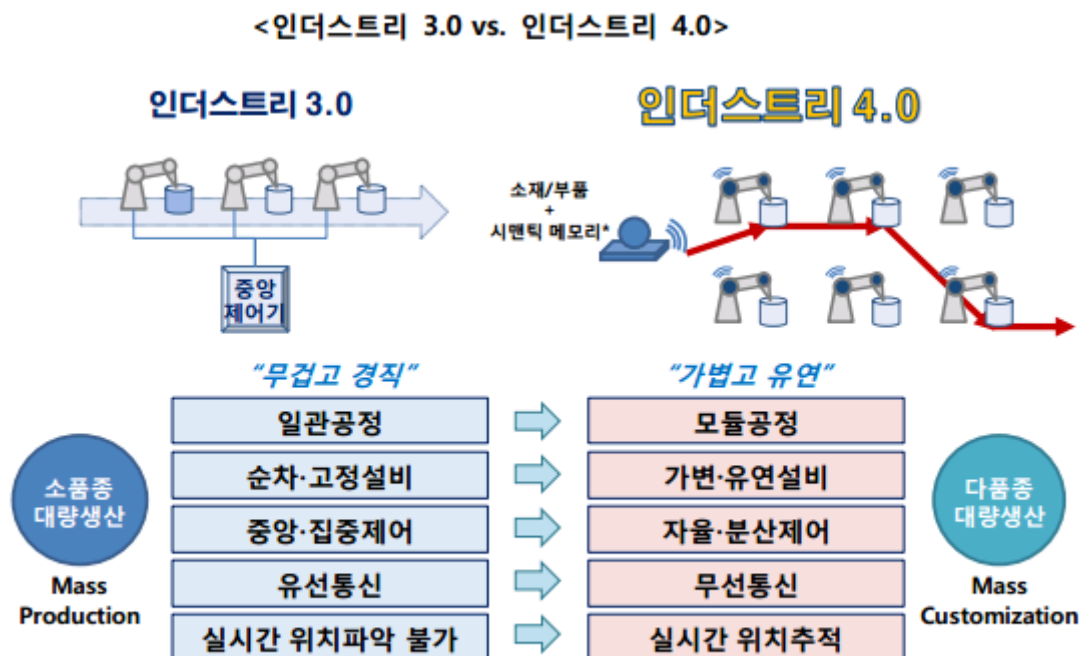 <인더스트리 3.0 vs. 인더스트리 4.0>
인더스트리 3.0
인더스트리 4.0
소재/부품
+
시맨틱 메모리*
중앙
제어기
“무겁고 경직”
“가볍고 유연”
일관공정
모듈공정
순차·고정설비
가변·유연설비
소품종
대량생산
다품종
대량생산
중앙·집중제어
자율·분산제어
유선통신
무선통신
Mass
Production
Mass
Customization
실시간 위치파악 불가
실시간 위치추적